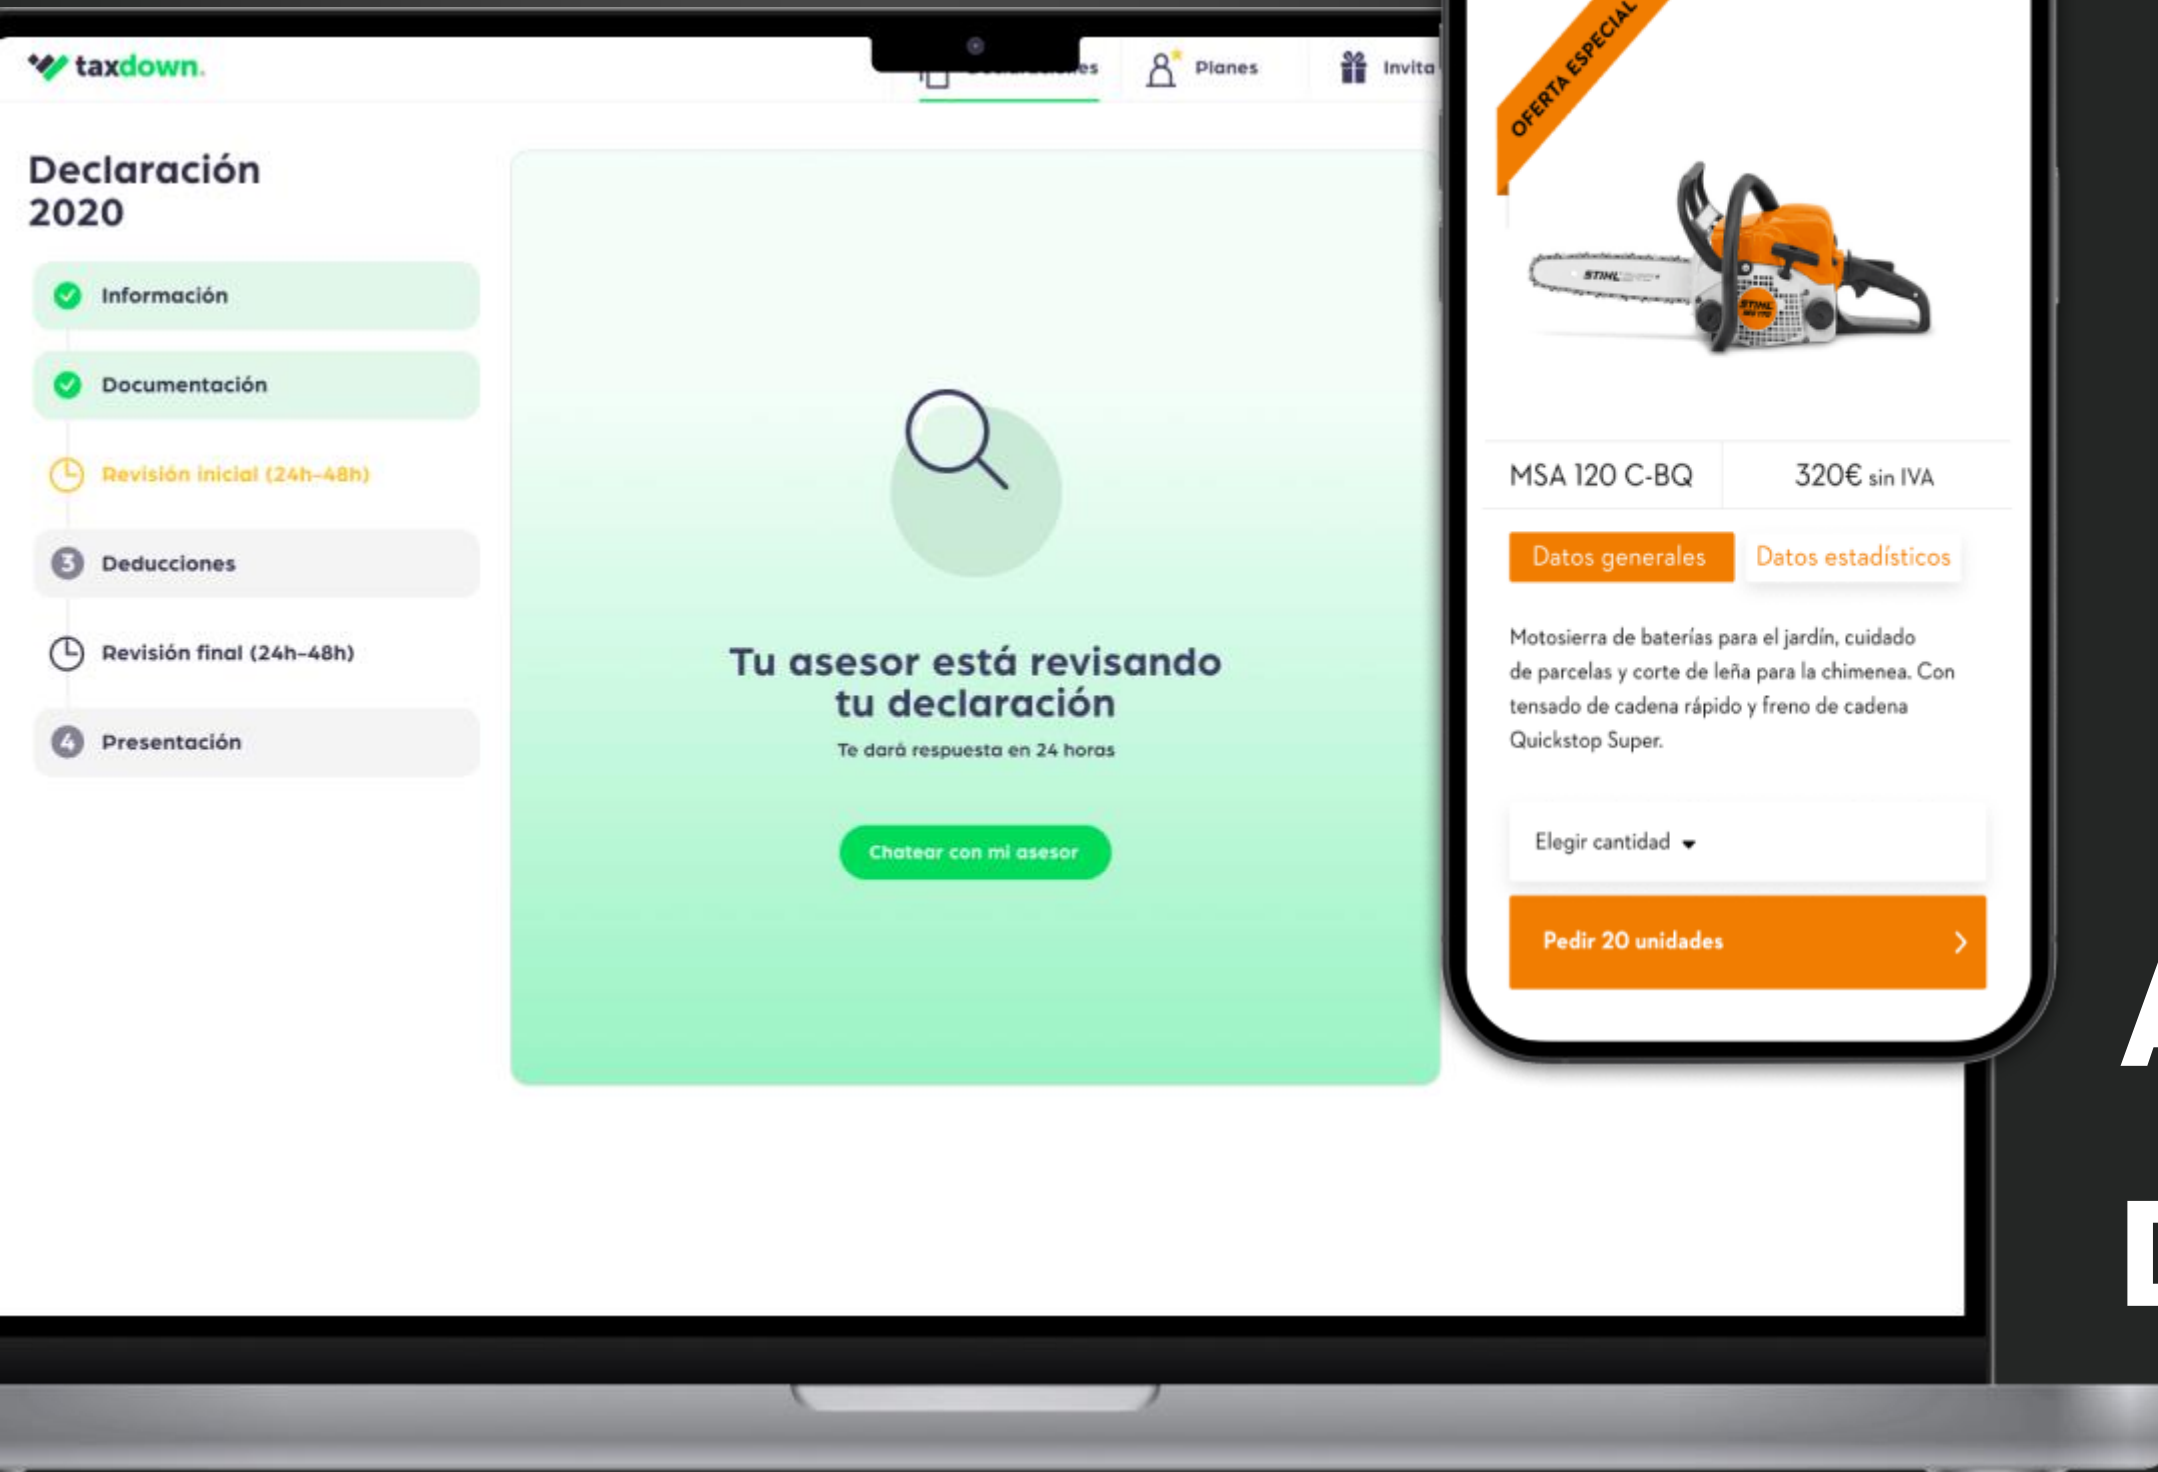 taxdown.
Planes
Invita
Declaración
2020
Información
Documentación
Revisión inicial (24h-48h)
3 Deducciones
Revisión final (24h-48h)
4 Presentación
Tu asesor está revisando
tu declaración
Te dará respuesta en 24 horas
Chatear con mi asesor
OFERTA ESPECIAL
STIHL
STIHL
MSA 120 C-BQ
320€ sin IVA
Datos generales
Datos estadísticos
Motosierra de baterías para el jardín, cuidado
de parcelas y corte de leña para la chimenea. Con
tensado de cadena rápido y freno de cadena
Quickstop Super.
Elegir cantidad
Pedir 20 unidades